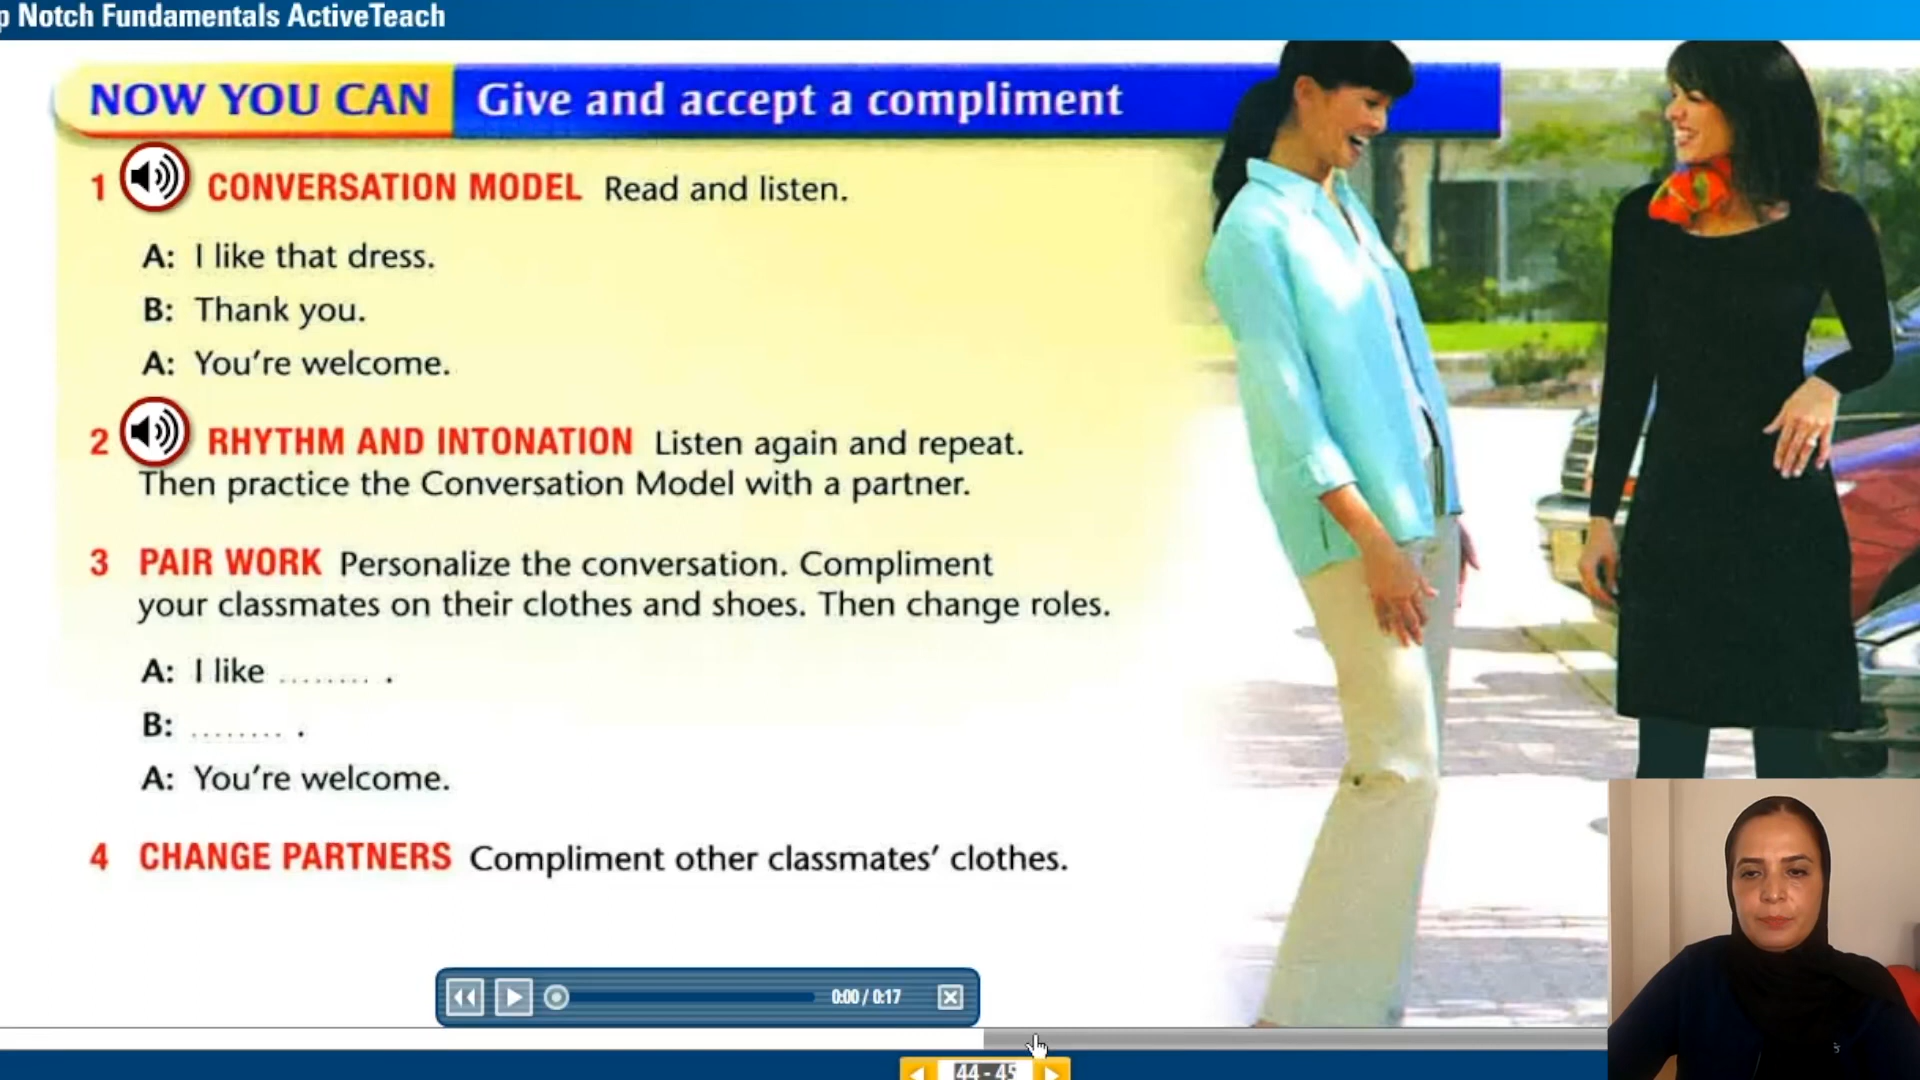 p Notch Fundamentals ActiveTeach
NOW YOU CAN Give and accept a compliment
1 CONVERSATION MODEL Read and listen.
A: I like that dress.
B: Thank you.
A: You're welcome.
2 RHYTHM AND INTONATION Listen again and repeat.
Then practice the Conversation Model with a partner.
3 PAIR WORK Personalize the conversation. Compliment
your classmates on their clothes and shoes. Then change roles.
A: I like ........ .
B: ........ .
A: You're welcome.
4 CHANGE PARTNERS Compliment other classmates' clothes.
0:00 / 0:17
44 - 45